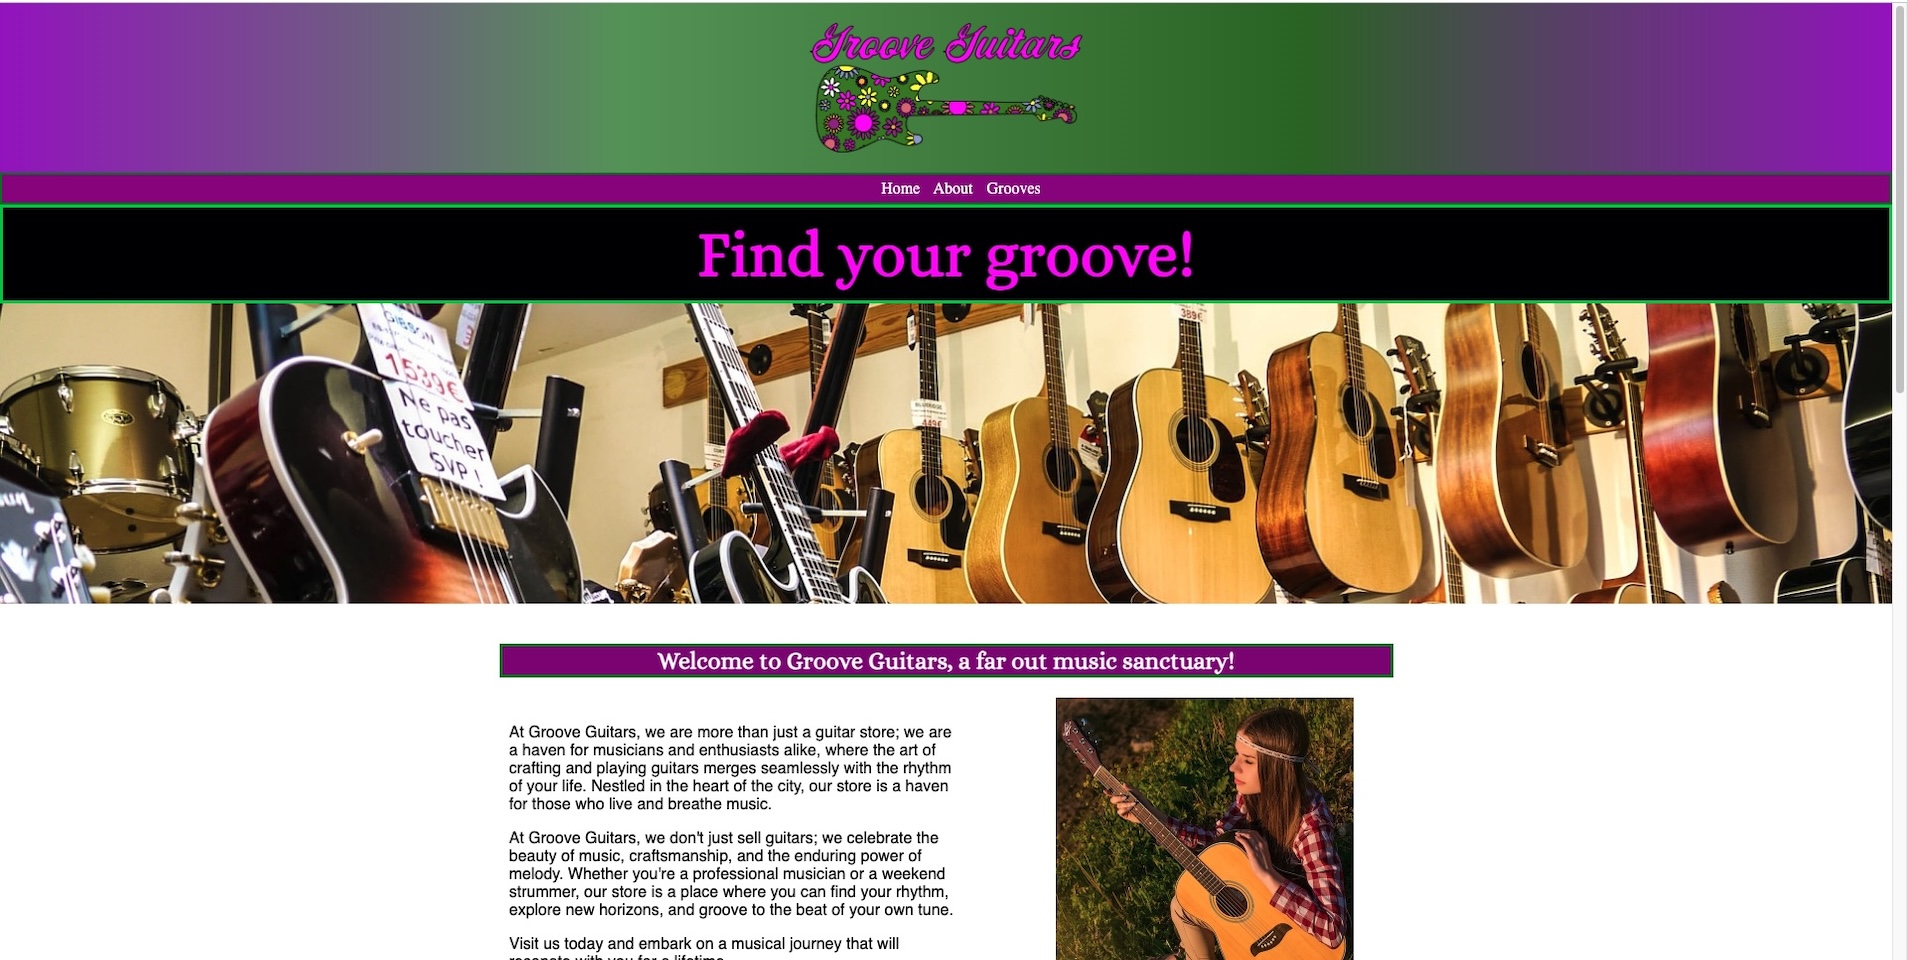 Groove Guitars
Home About Grooves
Find your groove!
GIBSON
1539€
Ne pas
toucher
SVP !
389€
449€
Welcome to Groove Guitars, a far out music sanctuary!
At Groove Guitars, we are more than just a guitar store; we are
a haven for musicians and enthusiasts alike, where the art of
crafting and playing guitars merges seamlessly with the rhythm
of your life. Nestled in the heart of the city, our store is a haven
for those who live and breathe music.
At Groove Guitars, we don't just sell guitars; we celebrate the
beauty of music, craftsmanship, and the enduring power of
melody. Whether you're a professional musician or a weekend
strummer, our store is a place where you can find your rhythm,
explore new horizons, and groove to the beat of your own tune.
Visit us today and embark on a musical journey that will
resonate with you for a lifetime.